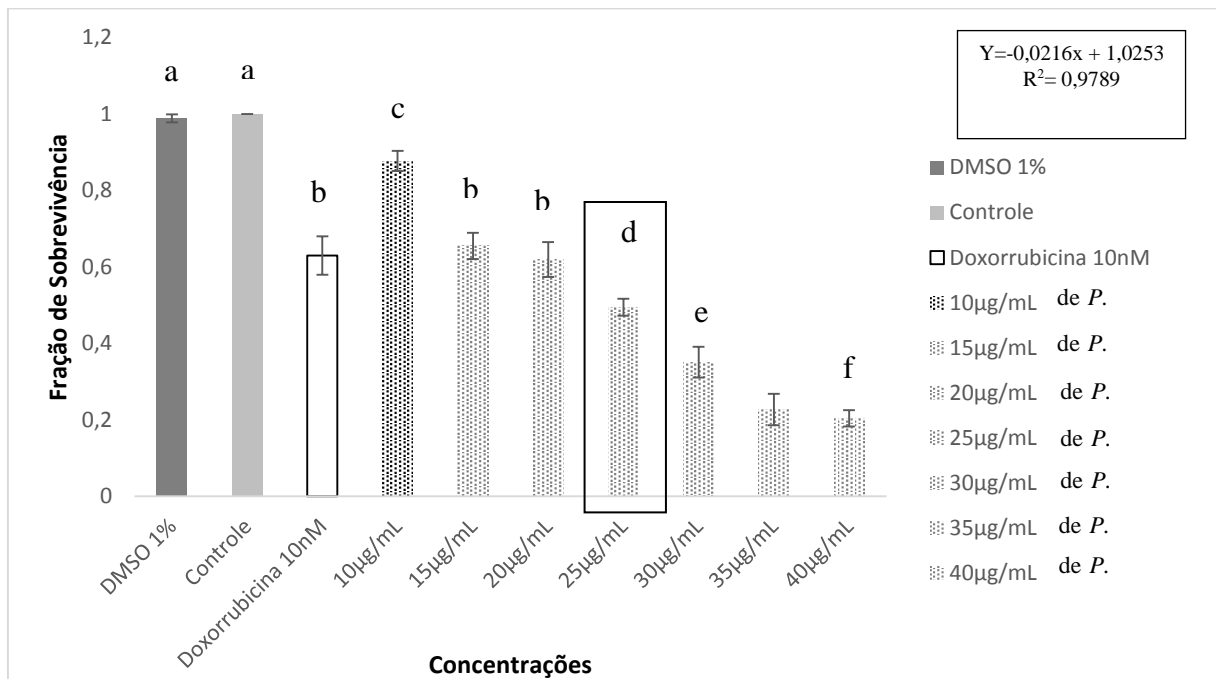 1,2
1
0,8
0,6
0,4
0,2
0
Fração de Sobrevivência
a
a
b
c
b
b
d
e
f
DMSO 1%
Controle
Doxorrubicina 10nM
10µg/mL
15µg/mL
20µg/mL
25µg/mL
30µg/mL
35µg/mL
40µg/mL
Concentrações
Y=-0,0216x + 1,0253
R²= 0,9789
DMSO 1%
Controle
Doxorrubicina 10nM
10µg/mL de P.
15µg/mL de P.
20µg/mL de P.
25µg/mL de P.
30µg/mL de P.
35µg/mL de P.
40µg/mL de P.